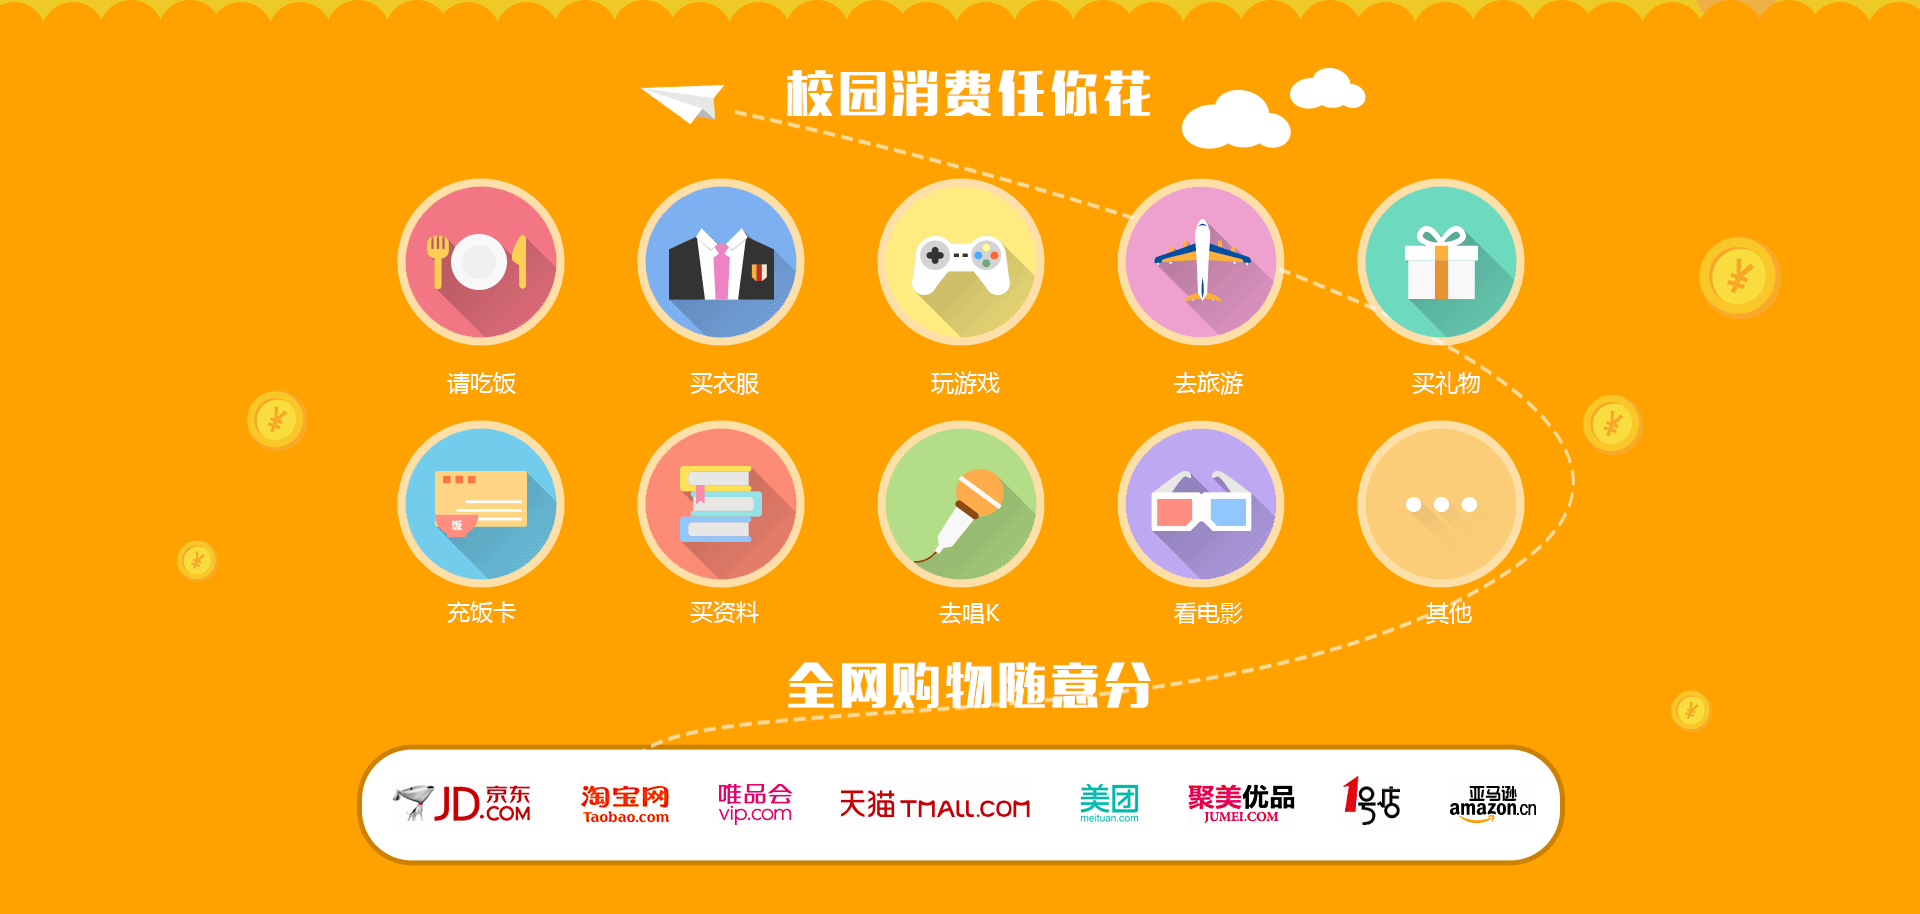 校园消费任你花
请吃饭
买衣服
玩游戏
去旅游
买礼物
饭
充饭卡
买资料
去唱K
看电影
其他
¥
¥
¥
¥
¥
全网购物随意分
JD.COM 京东
淘宝网
Taobao.com
唯品会
vip.com
天猫 TMALL.COM
美团
meituan.com
聚美优品
JUMEI.COM
1号店
亚马逊
amazon.cn